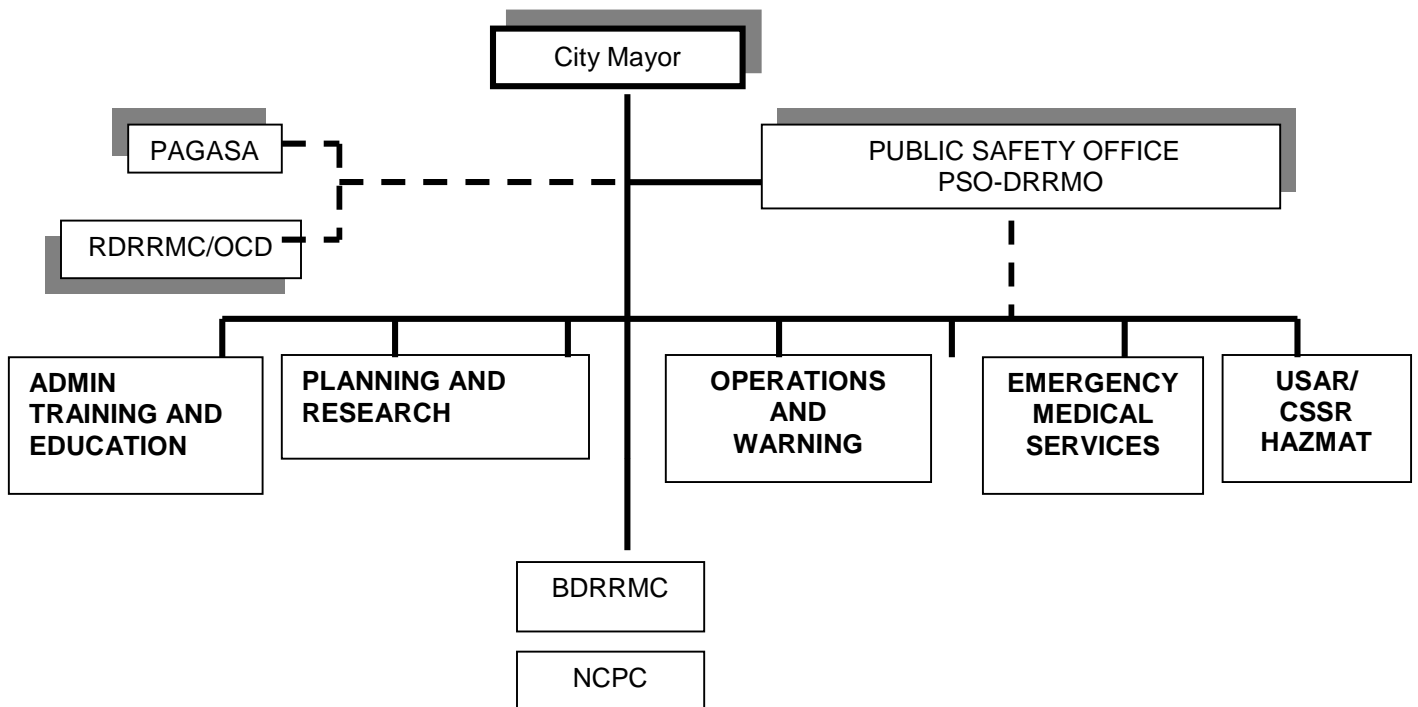 City Mayor
PAGASA
PUBLIC SAFETY OFFICE
PSO-DRRMO
RDRRMC/OCD
ADMIN
TRAINING AND
EDUCATION
PLANNING AND
RESEARCH
OPERATIONS
AND
WARNING
EMERGENCY
MEDICAL
SERVICES
USAR/
CSSR
HAZMAT
BDRRMC
NCPC